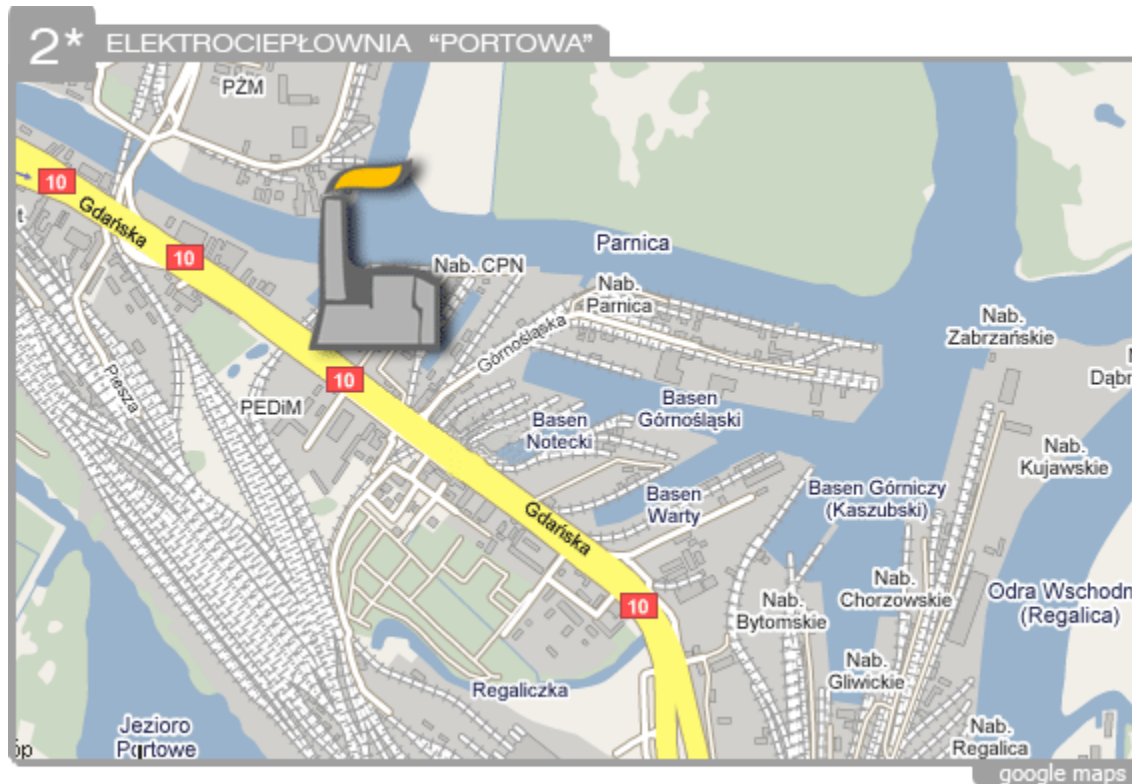 2* ELEKTROCIEPŁOWNIA “PORTOWA”
PŻM
10
Gdańska
10
Parnica
Nab. CPN
Nab.
Parnica
Nab.
Zabrzańskie
Górnośląska
Piesza
10
PEDiM
Basen
Górnośląski
Basen
Notecki
Nab.
Kujawskie
Basen
Warty
Basen Górniczy
(Kaszubski)
Gdańska
Nab.
Chorzowskie
Odra Wschodn
(Regalica)
10
Nab.
Bytomskie
Nab.
Gliwickie
Regaliczka
Jezioro
Portowe
Nab.
Regalica
google maps